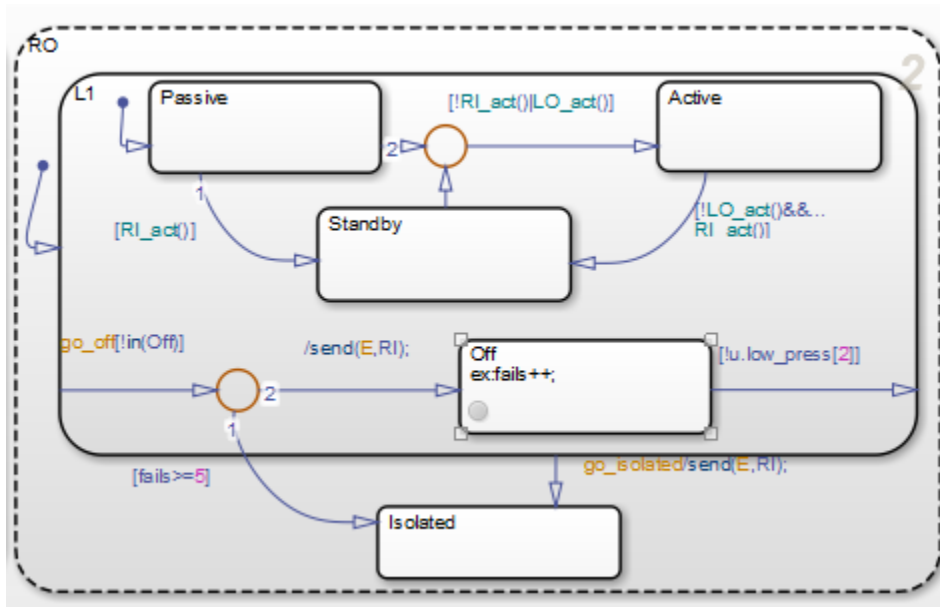 RO
2
L1
Passive
[!RI_act()|LO_act()]
Active
2
1
[RI_act()]
Standby
[!LO_act()&&...
RI_act()]
go_off[!in(Off)]
/send(E,RI);
Off
ex:fails++;
[!u.low_press[2]]
2
1
[fails>=5]
go_isolated/send(E,RI);
Isolated